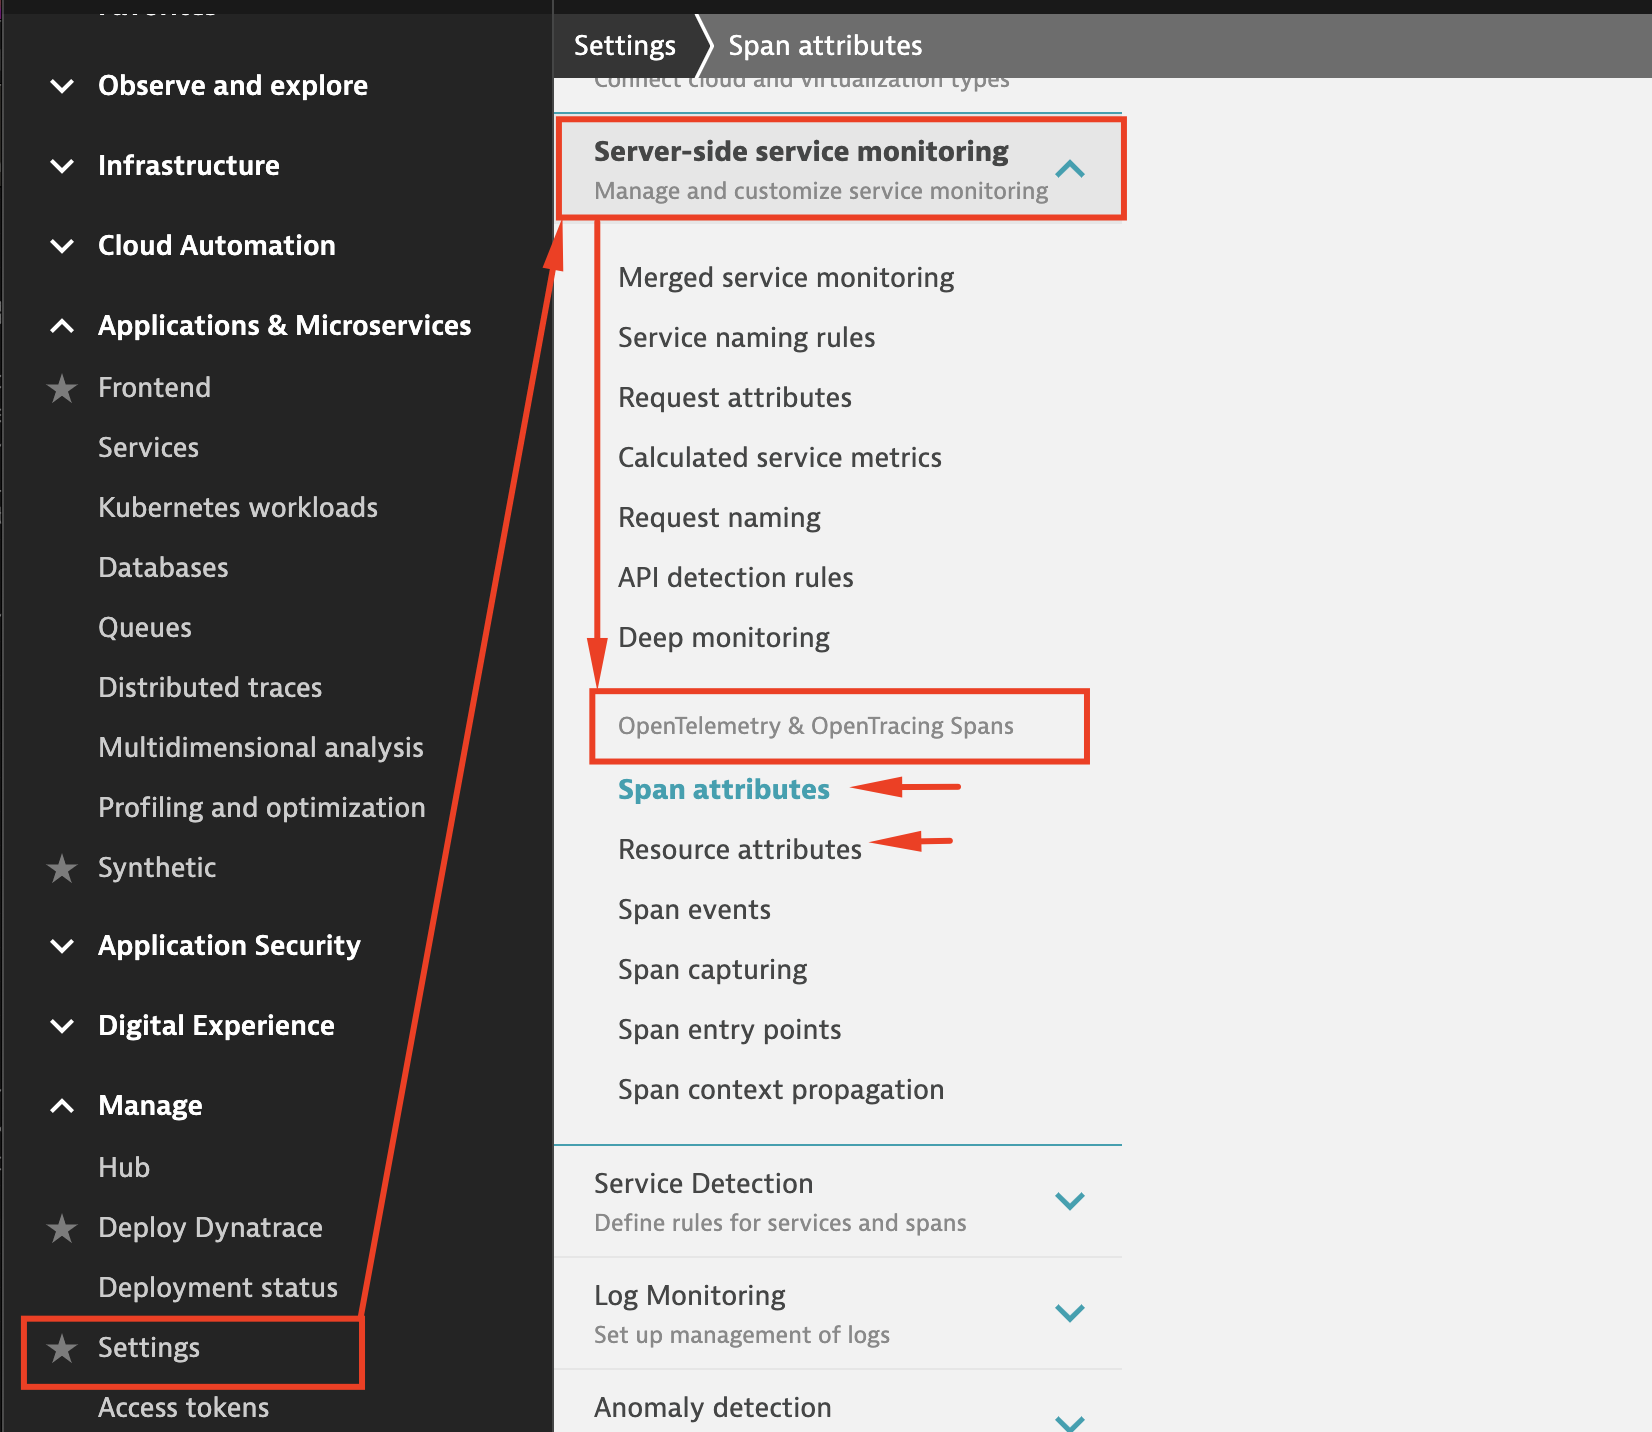 Favorites
Observe and explore
Infrastructure
Cloud Automation
Applications & Microservices
Frontend
Services
Kubernetes workloads
Databases
Queues
Distributed traces
Multidimensional analysis
Profiling and optimization
Synthetic
Application Security
Digital Experience
Manage
Hub
Deploy Dynatrace
Deployment status
Settings
Access tokens
Settings
Span attributes
Connect cloud and virtualization types
Server-side service monitoring
Manage and customize service monitoring
Merged service monitoring
Service naming rules
Request attributes
Calculated service metrics
Request naming
API detection rules
Deep monitoring
OpenTelemetry & OpenTracing Spans
Span attributes
Resource attributes
Span events
Span capturing
Span entry points
Span context propagation
Service Detection
Define rules for services and spans
Log Monitoring
Set up management of logs
Anomaly detection